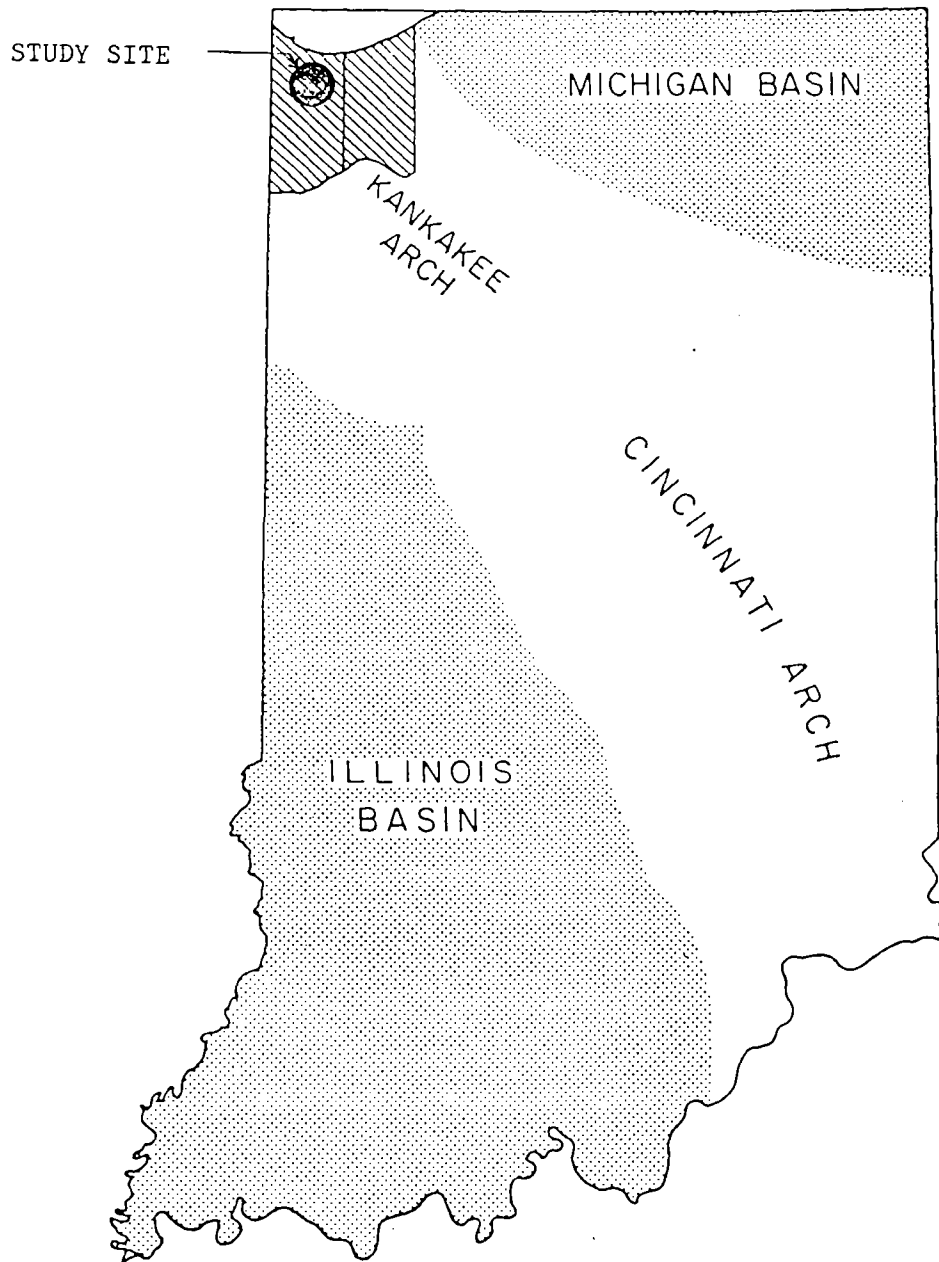 STUDY SITE
MICHIGAN BASIN
KANKAKEE
ARCH
CINCINNATI ARCH
ILLINOIS
BASIN